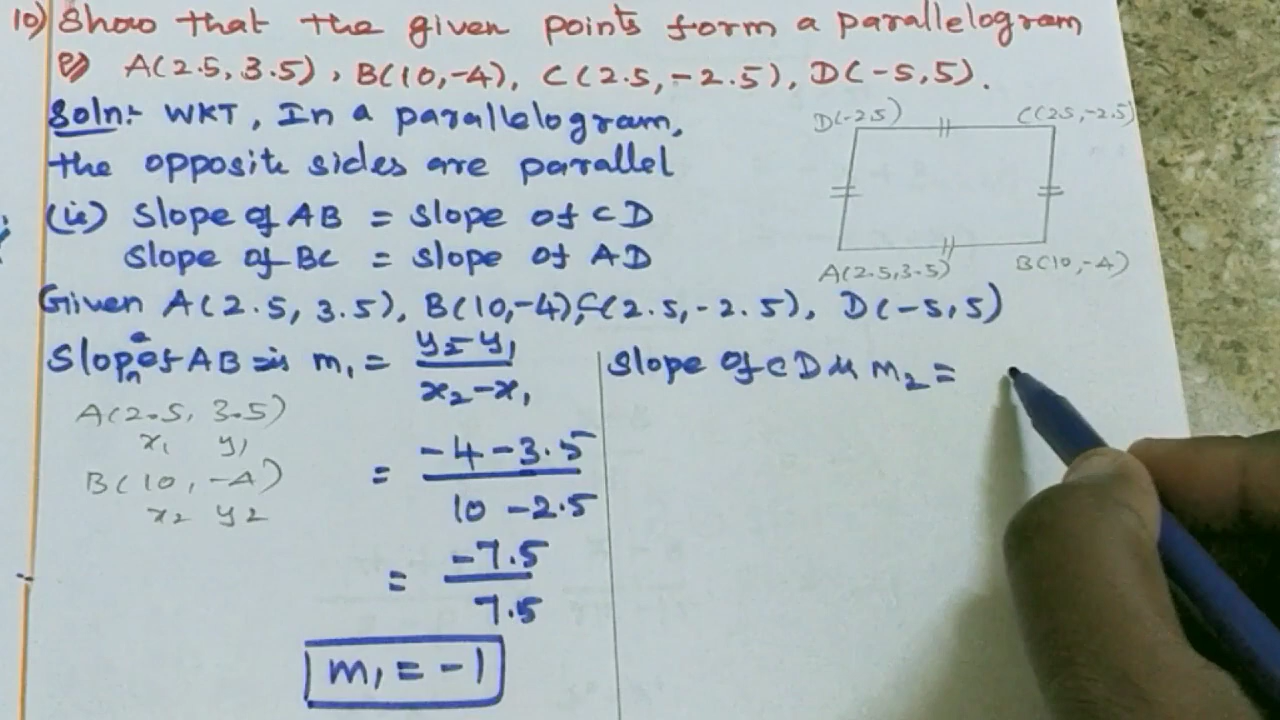 10) Show that the given points form a parallelogram
A(2.5, 3.5), B(10,-4), C(2.5, -2.5), D(-5,5).
Soln:- WKT, In a parallelogram,
the opposite sides are parallel
(ie) Slope of AB = Slope of CD
Slope of BC = Slope of AD
D(-2 5) C(25, -2.5)
A(2.5,3.5) B(10, -4)
Given A(2.5, 3.5), B(10,-4), C(2.5, -2.5), D(-5,5)
Slope of AB is m₁ = y₂-y₁
x₂-x₁
A(2.5, 3.5)
x₁ y₁
B(10, -4)
x₂ y₂
= -4-3.5
10 -2.5
= -7.5
7.5
m₁ = -1
Slope of CD is m₂ =